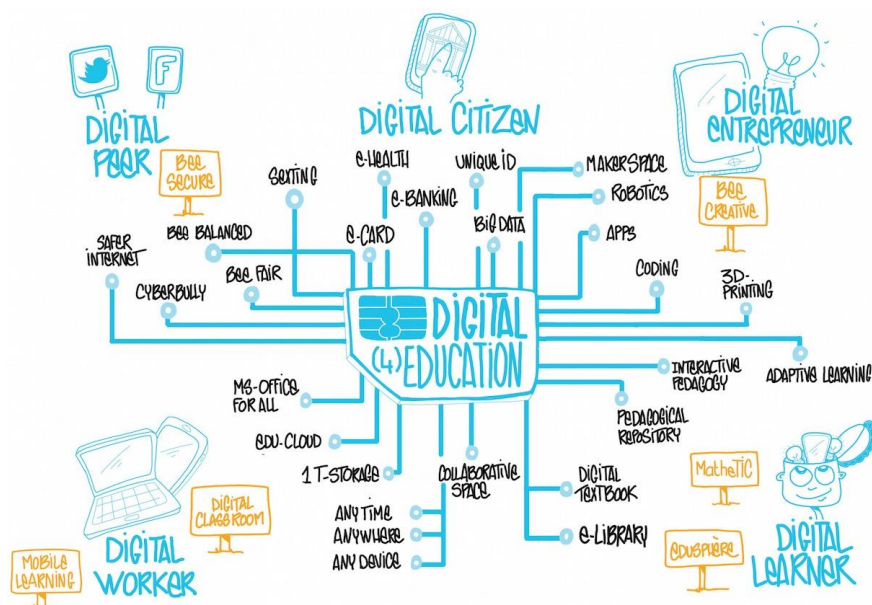 F
DIGITAL
PEER
DIGITAL CITIZEN
DIGITAL
ENTREPRENEUR
BEE
SECURE
SEXTING
e-HEALTH
e-BANKING
UNIQUE ID
MAKERSPACE
ROBOTICS
BEE
CREATIVE
BEE BALANCED
e-CARD
BIG DATA
APPS
SAFER
INTERNET
CYBERBULLY
BEE FAIR
CODING
3D-
PRINTING
DIGITAL
(4) EDUCATION
MS-OFFICE
FOR ALL
INTERACTIVE
PEDAGOGY
ADAPTIVE LEARNING
EDU-CLOUD
PEDAGOGICAL
REPOSITORY
1 T-STORAGE
COLLABORATIVE
SPACE
DIGITAL
TEXTBOOK
MatheTIC
DIGITAL
CLASSROOM
ANY TIME
ANYWHERE
ANY DEVICE
e-LIBRARY
EDUSPHÈRE
DIGITAL
LEARNER
MOBILE
LEARNING
DIGITAL
WORKER